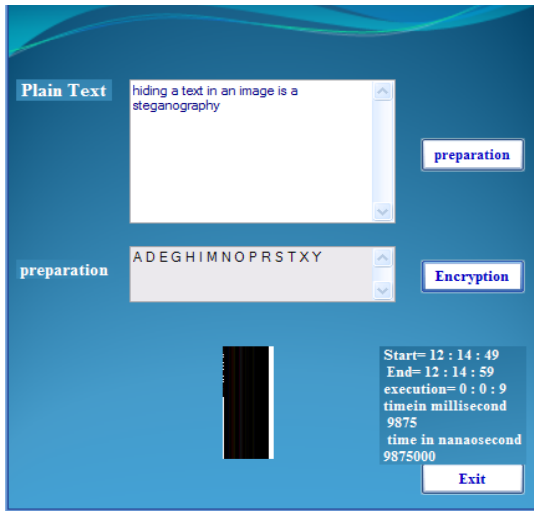 Plain Text
hiding a text in an image is a
steganography
preparation
preparation
A D E G H I M N O P R S T X Y
Encryption
Start= 12 : 14 : 49
End= 12 : 14 : 59
execution= 0 : 0 : 9
timein millisecond
9875
time in nanaosecond
9875000
Exit